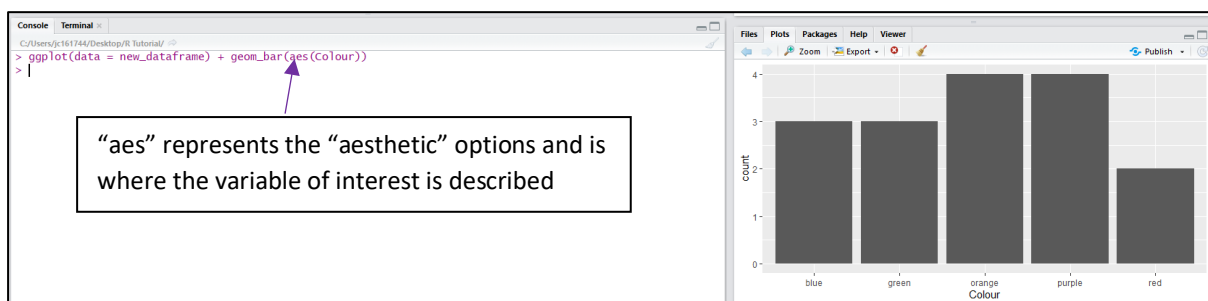 Console Terminal ×
C:/Users/jc161744/Desktop/R Tutorial/
> ggplot(data = new_dataframe) + geom_bar(aes(Colour))
>
“aes” represents the “aesthetic” options and is
where the variable of interest is described
Files Plots Packages Help Viewer
Zoom Export Publish
4
3
2
1
0
count
blue green orange purple red
Colour